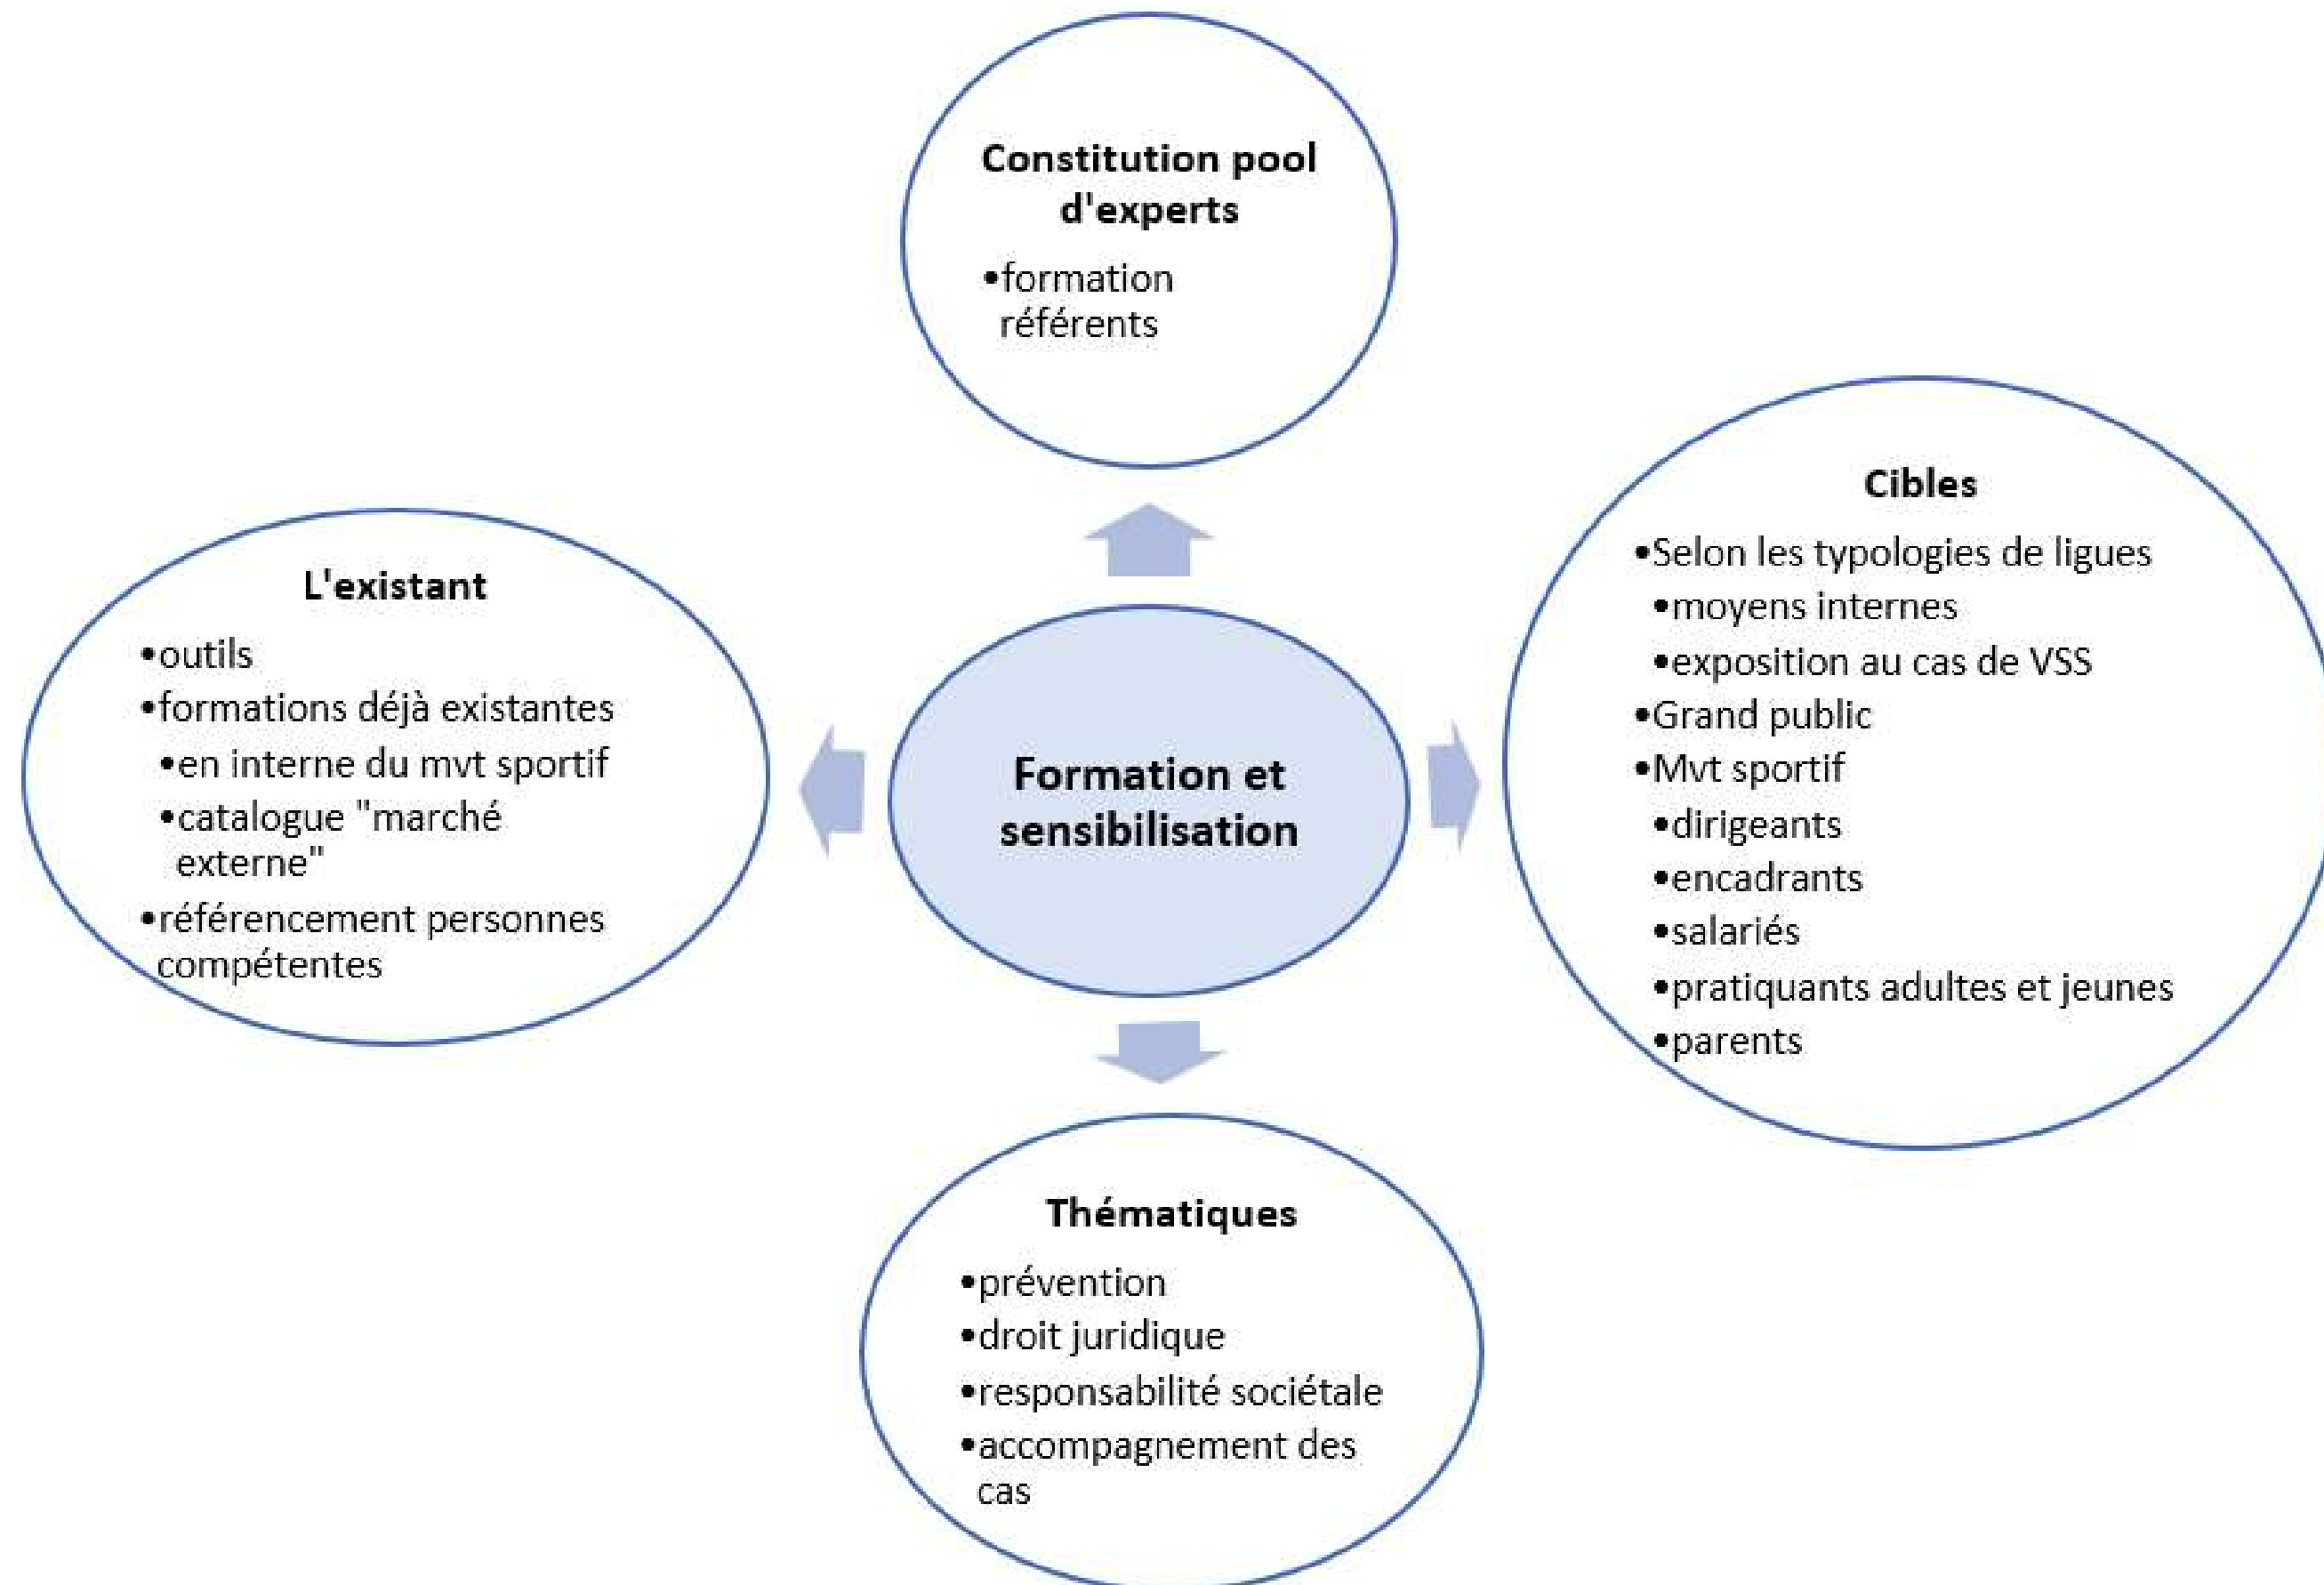 Constitution pool
d'experts
•formation
référents
L'existant
•outils
•formations déjà existantes
•en interne du mvt sportif
•catalogue "marché
externe"
•référencement personnes
compétentes
Formation et
sensibilisation
Cibles
•Selon les typologies de ligues
•moyens internes
•exposition au cas de VSS
•Grand public
•Mvt sportif
•dirigeants
•encadrants
•salariés
•pratiquants adultes et jeunes
•parents
Thématiques
•prévention
•droit juridique
•responsabilité sociétale
•accompagnement des
cas